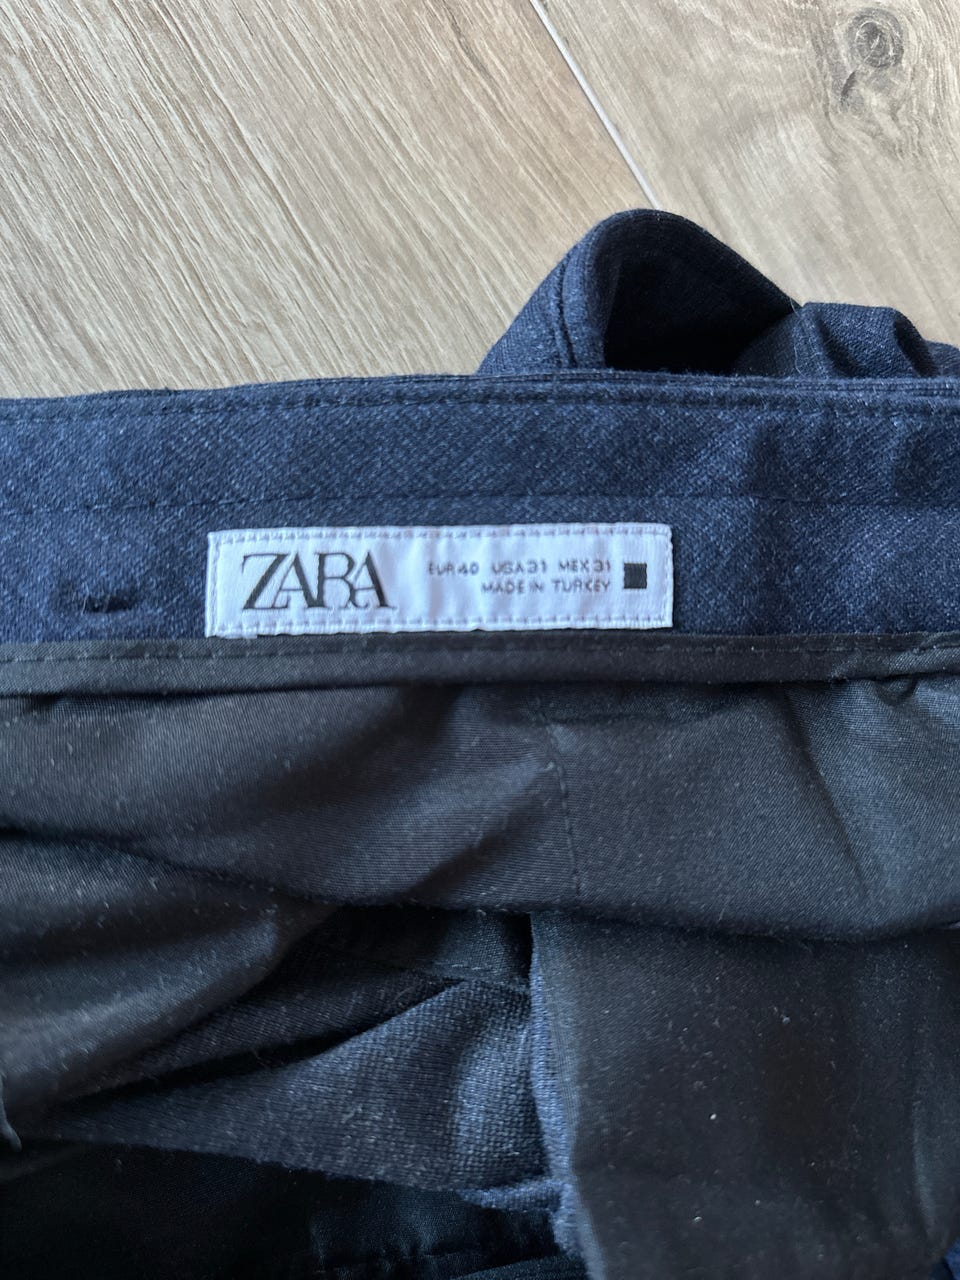 ZARA
EUR 40 USA 31 MEX 31
MADE IN TURKEY